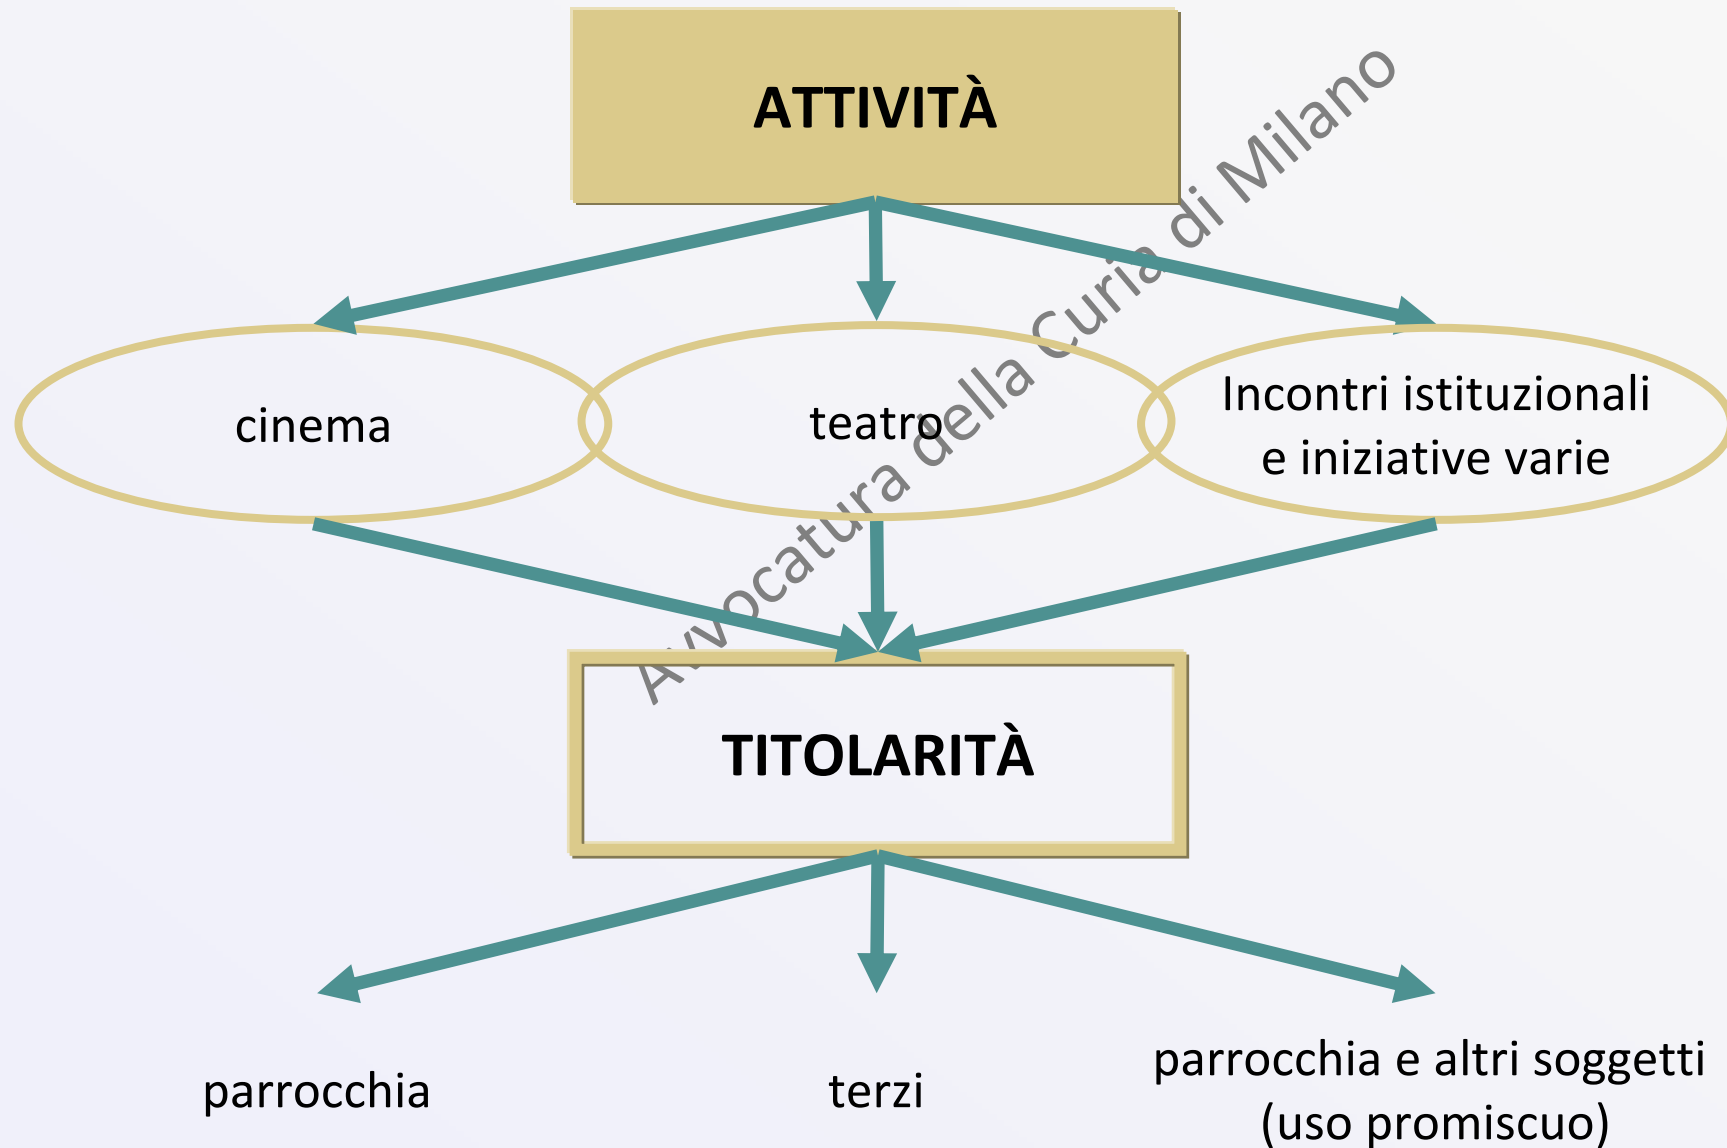 ATTIVITÀ
cinema
teatro
Incontri istituzionali
e iniziative varie
Avvocatura della Curia di Milano
TITOLARITÀ
parrocchia
terzi
parrocchia e altri soggetti
(uso promiscuo)